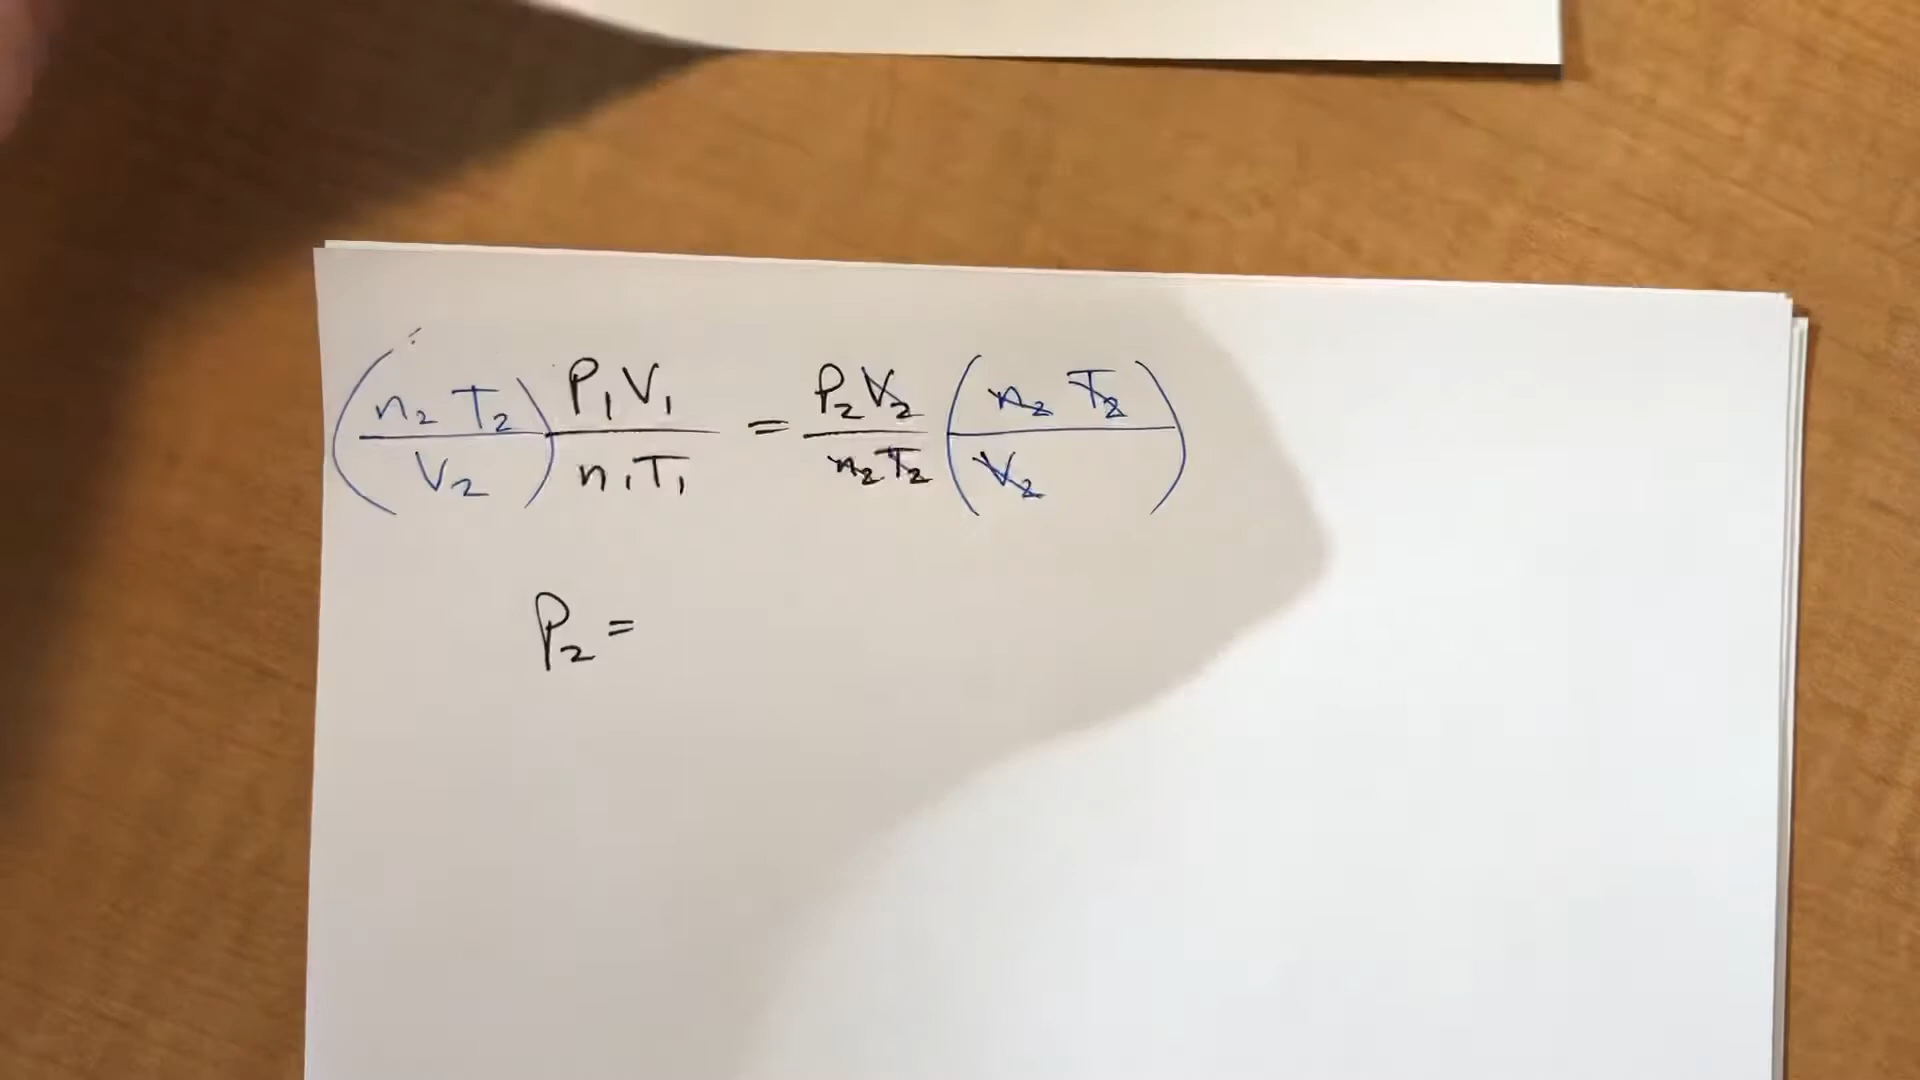 (n₂ T₂ / V₂) P₁V₁ / n₁T₁ = P₂V₂ / n₂T₂ (n₂ T₂ / V₂)
P₂ =